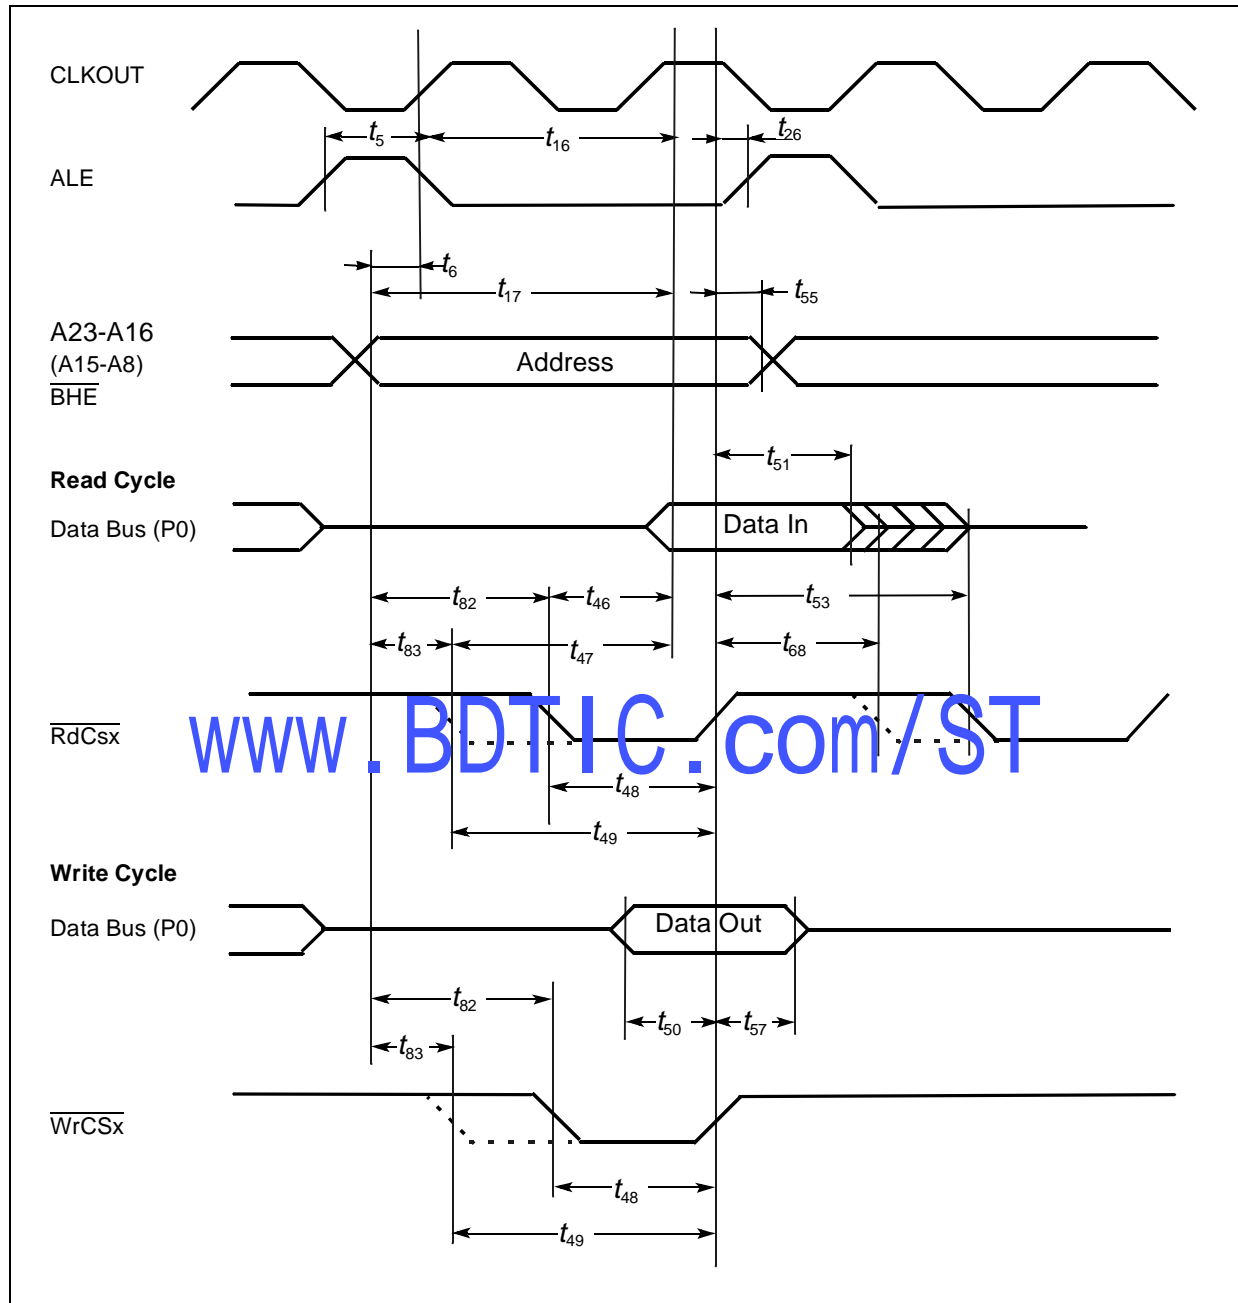 CLKOUT
t5
t16
t26
ALE
t6
t17
t55
A23-A16
(A15-A8)
BHE
Address
t51
Read Cycle
Data Bus (P0)
Data In
t82
t46
t53
t83
t47
t68
RdCsx
www.BDTIC.com/ST
t48
t49
Write Cycle
Data Bus (P0)
Data Out
t82
t50
t57
t83
WrCSx
t48
t49